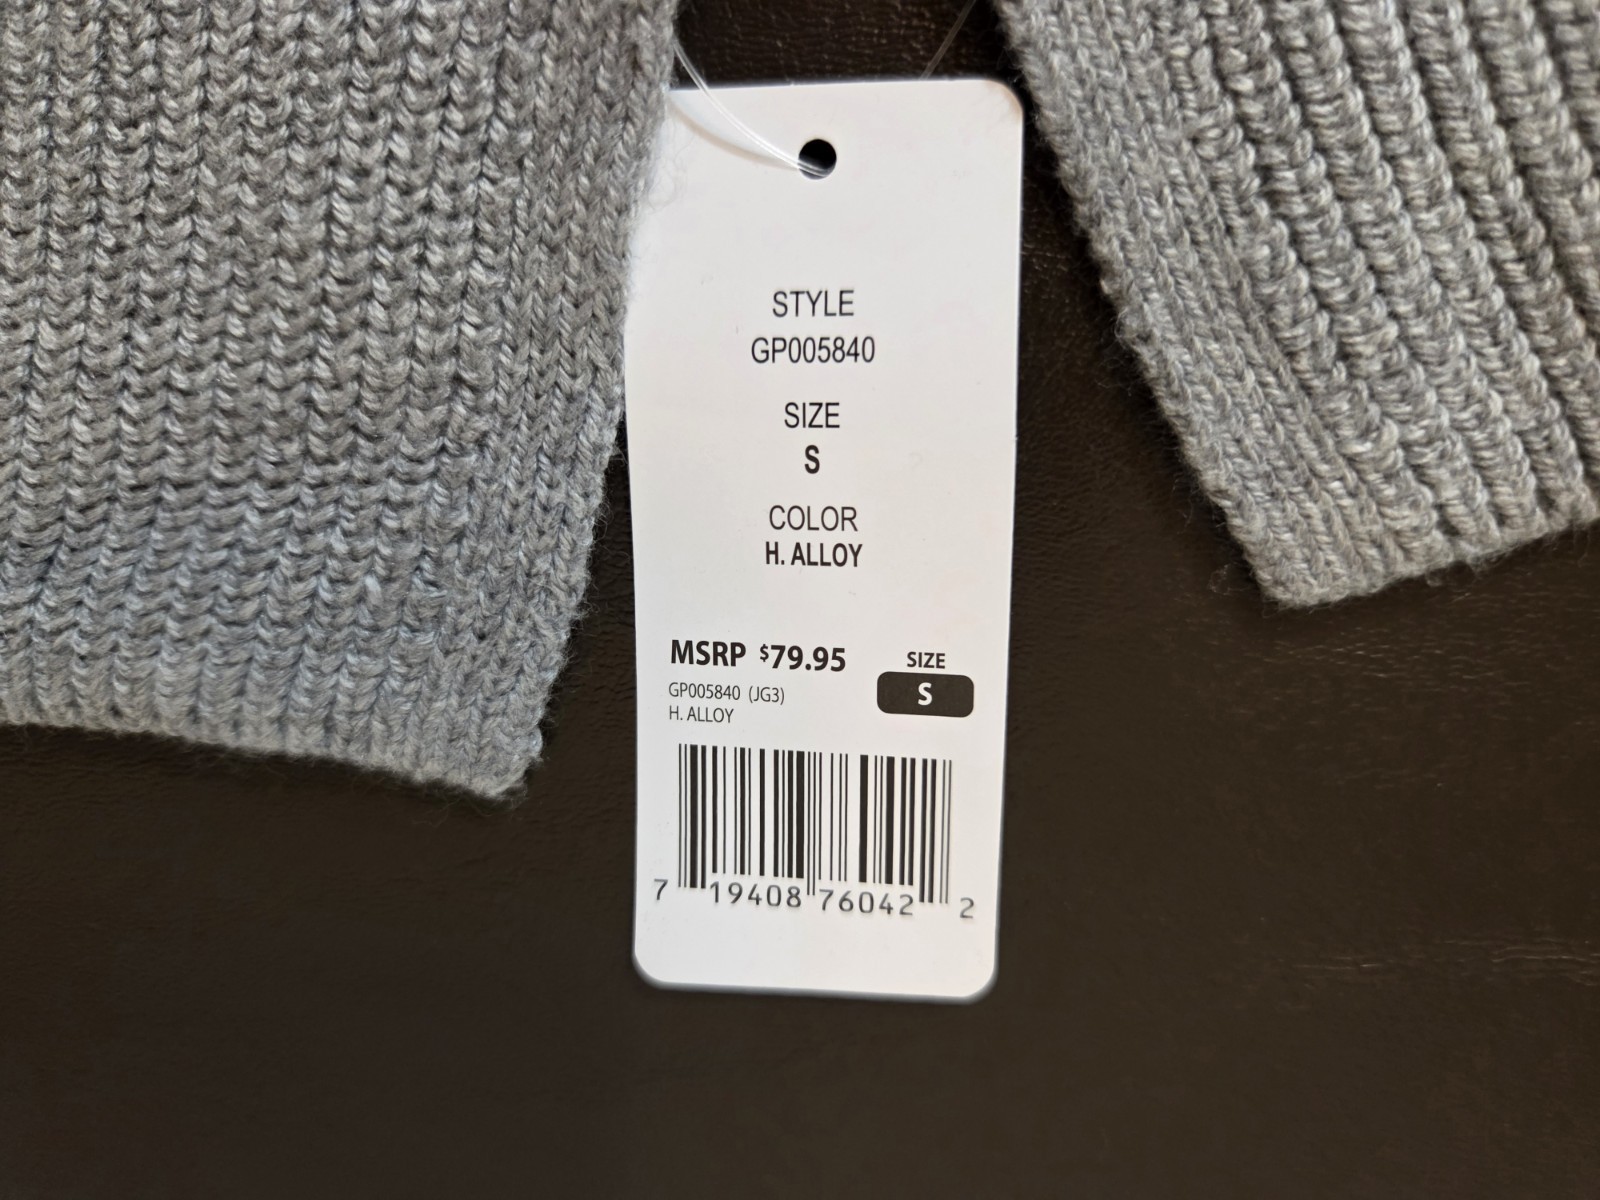 STYLE
GP005840
SIZE
S
COLOR
H. ALLOY
MSRP $79.95
GP005840 (JG3)
H. ALLOY
SIZE
S
7 19408 76042 2